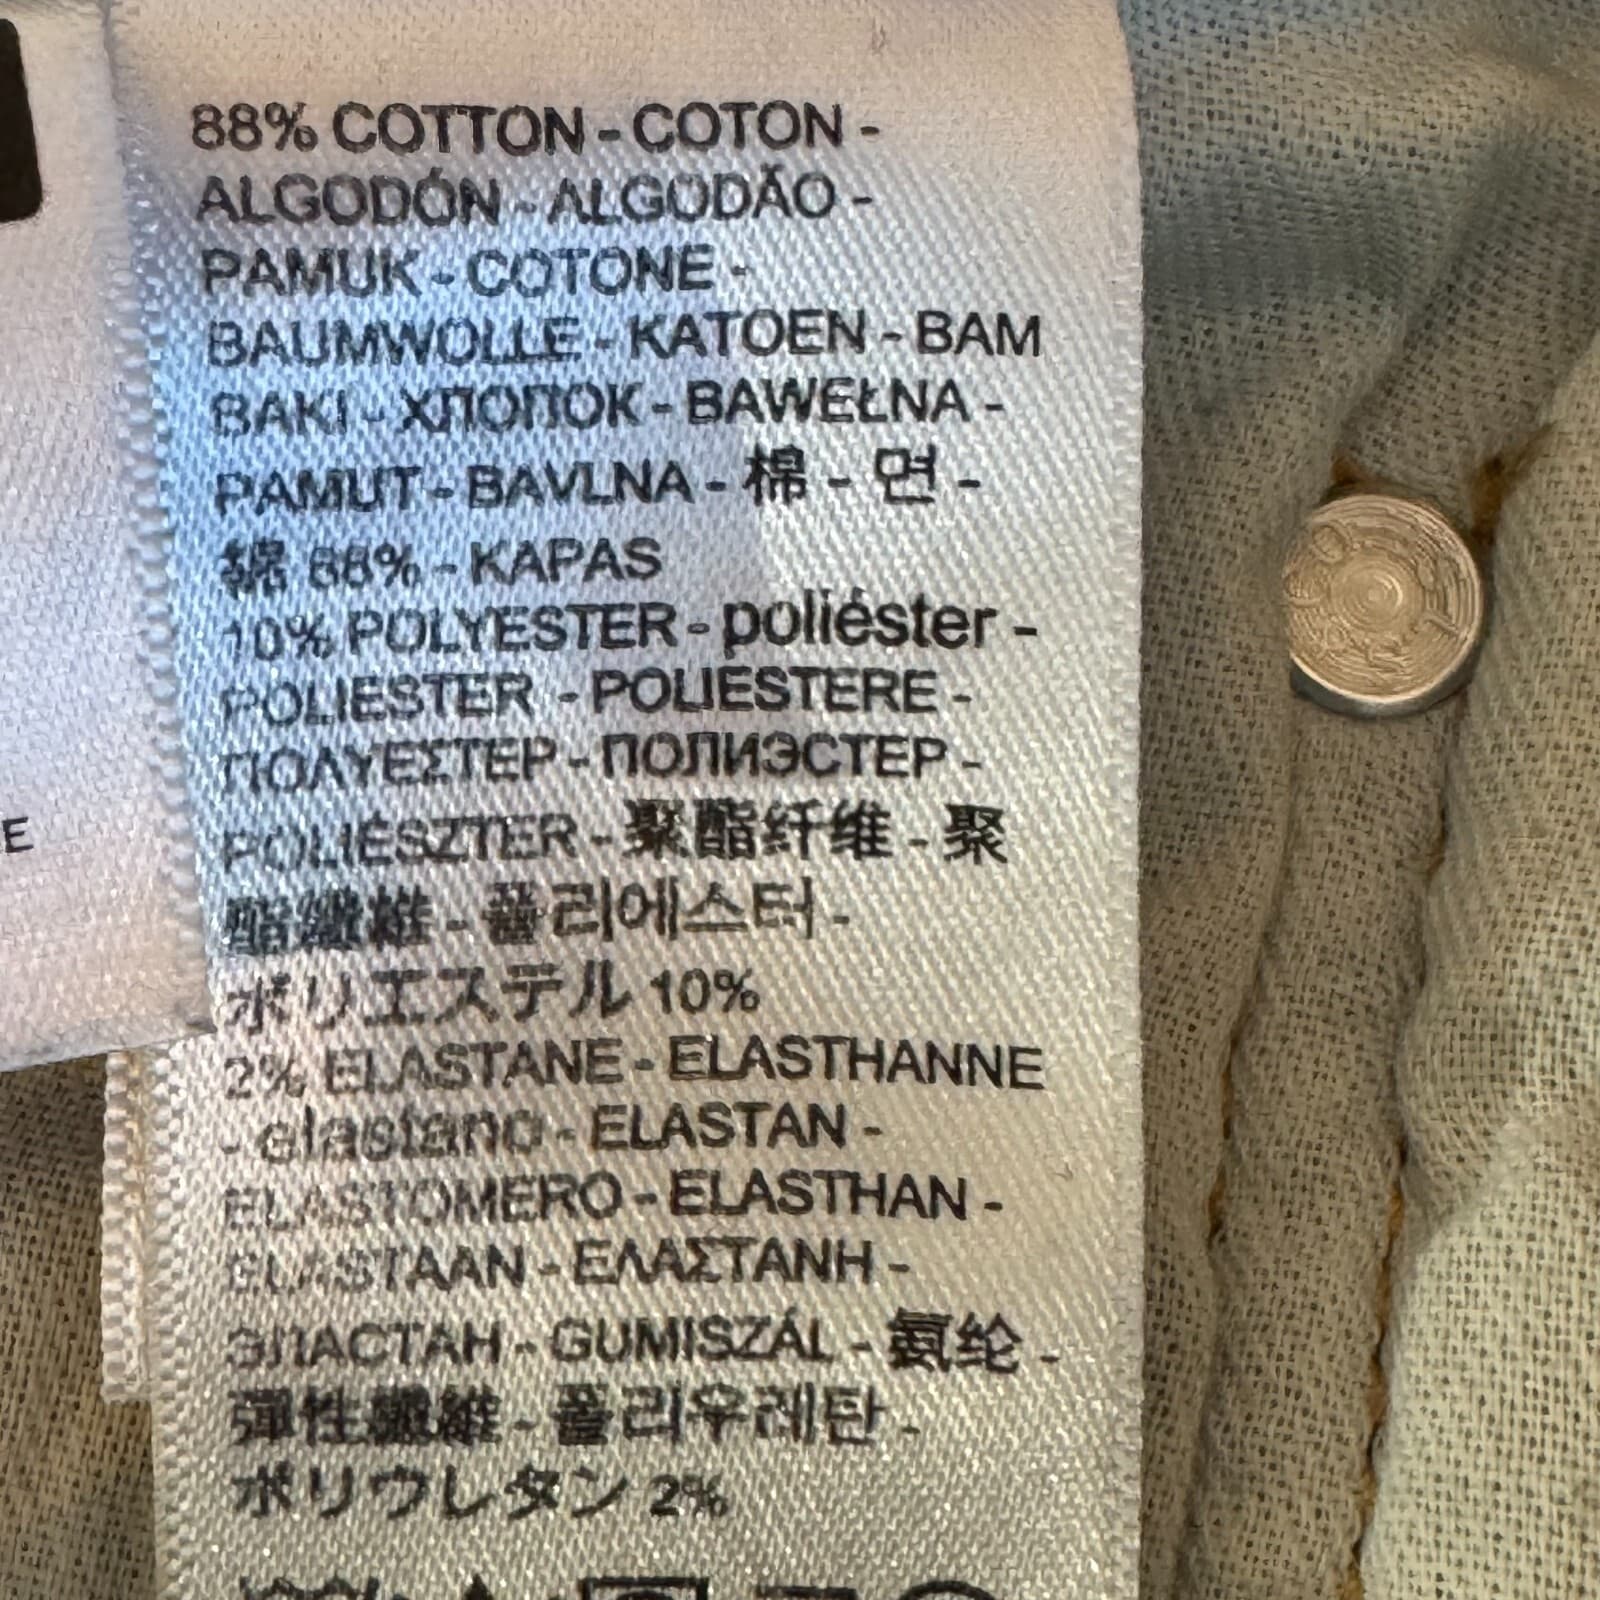 88% COTTON - COTON -
ALGODÓN - ALGODÃO -
PAMUK - COTONE -
BAUMWOLLE - KATOEN - BAM
BAKI - ХЛОПОК - BAWEŁNA -
PAMUT - BAVLNA - 棉 - 면 -
綿 88% - KAPAS
10% POLYESTER - poliéster -
POLIESTER - POLIESTERE -
ΠΟΛΥΕΣΤΕΡ - ПОЛИЭСТЕР -
POLIÉSZTER - 聚酯纤维 - 聚
酯纖維 - 폴리에스터 -
ポリエステル 10%
2% ELASTANE - ELASTHANNE
- elastano - ELASTAN -
ELASTOMERO - ELASTHAN -
ELASTAAN - ΕΛΑΣΤΑΝΗ -
ЭЛАСТАН - GUMISZÁL - 氨纶 -
彈性纖維 - 폴리우레탄 -
ポリウレタン 2%
E